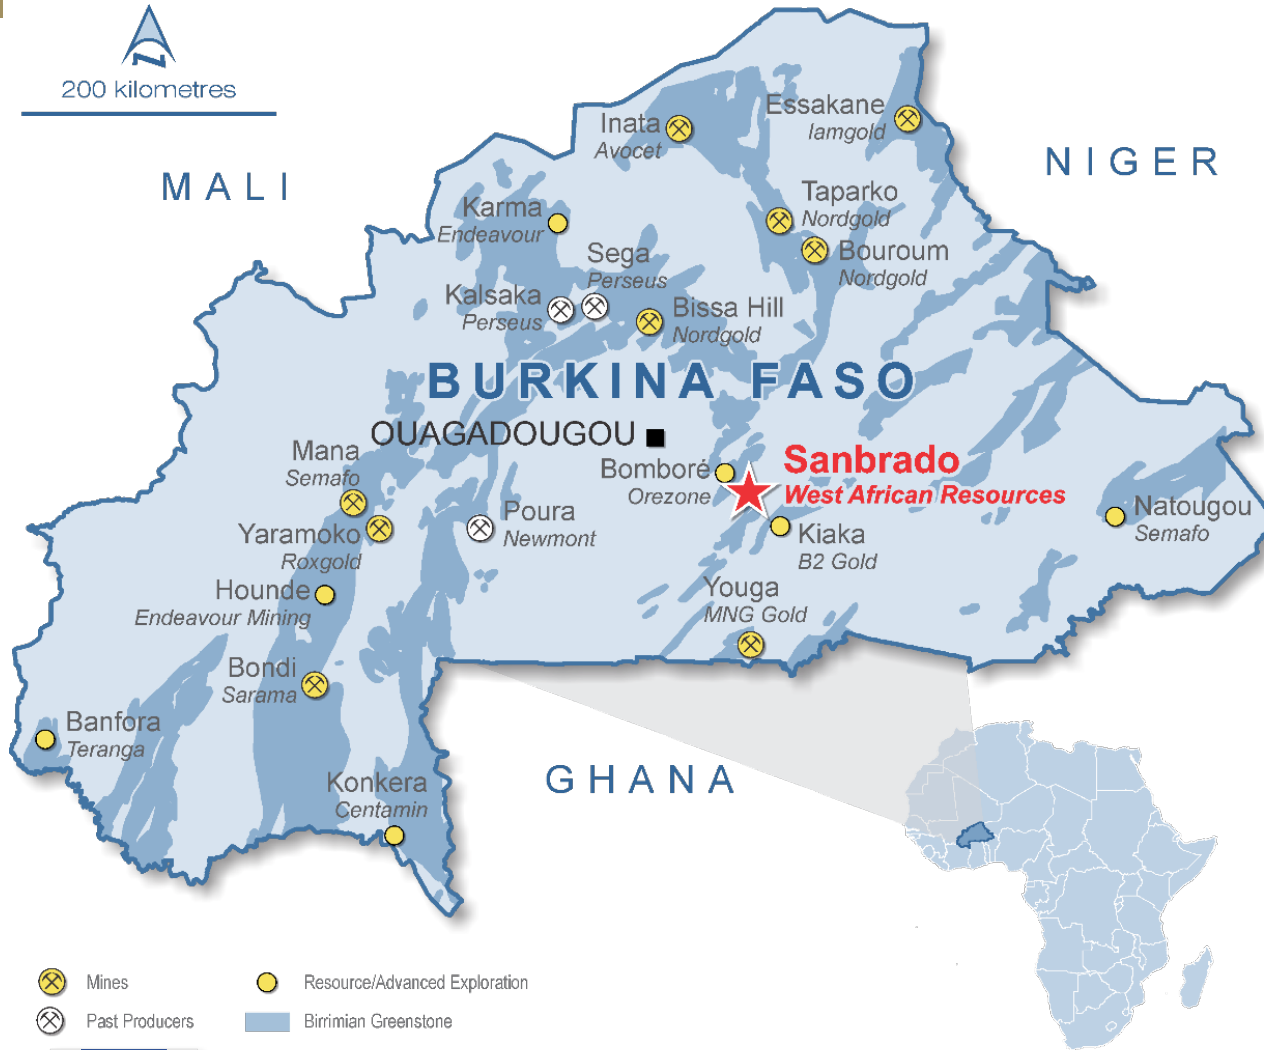 200 kilometres
MALI
NIGER
Essakane
Iamgold
Inata
Avocet
Taparko
Nordgold
Karma
Endeavour
Bouroum
Nordgold
Sega
Perseus
Kalsaka
Perseus
Bissa Hill
Nordgold
BURKINA FASO
OUAGADOUGOU
Mana
Semafo
Bomboré
Orezone
Sanbrado
West African Resources
Yaramoko
Roxgold
Poura
Newmont
Kiaka
B2 Gold
Natougou
Semafo
Hounde
Endeavour Mining
Youga
MNG Gold
Bondi
Sarama
Banfora
Teranga
Konkera
Centamin
GHANA
Mines
Resource/Advanced Exploration
Past Producers
Birrimian Greenstone